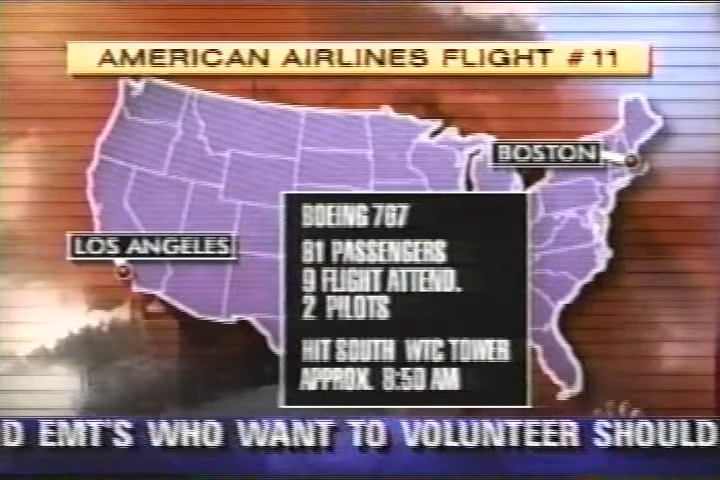 AMERICAN AIRLINES FLIGHT #11
BOSTON
LOS ANGELES
BOEING 767
81 PASSENGERS
9 FLIGHT ATTEND.
2 PILOTS
HIT SOUTH WTC TOWER
APPROX. 8:50 AM
D EMT'S WHO WANT TO VOLUNTEER SHOULD